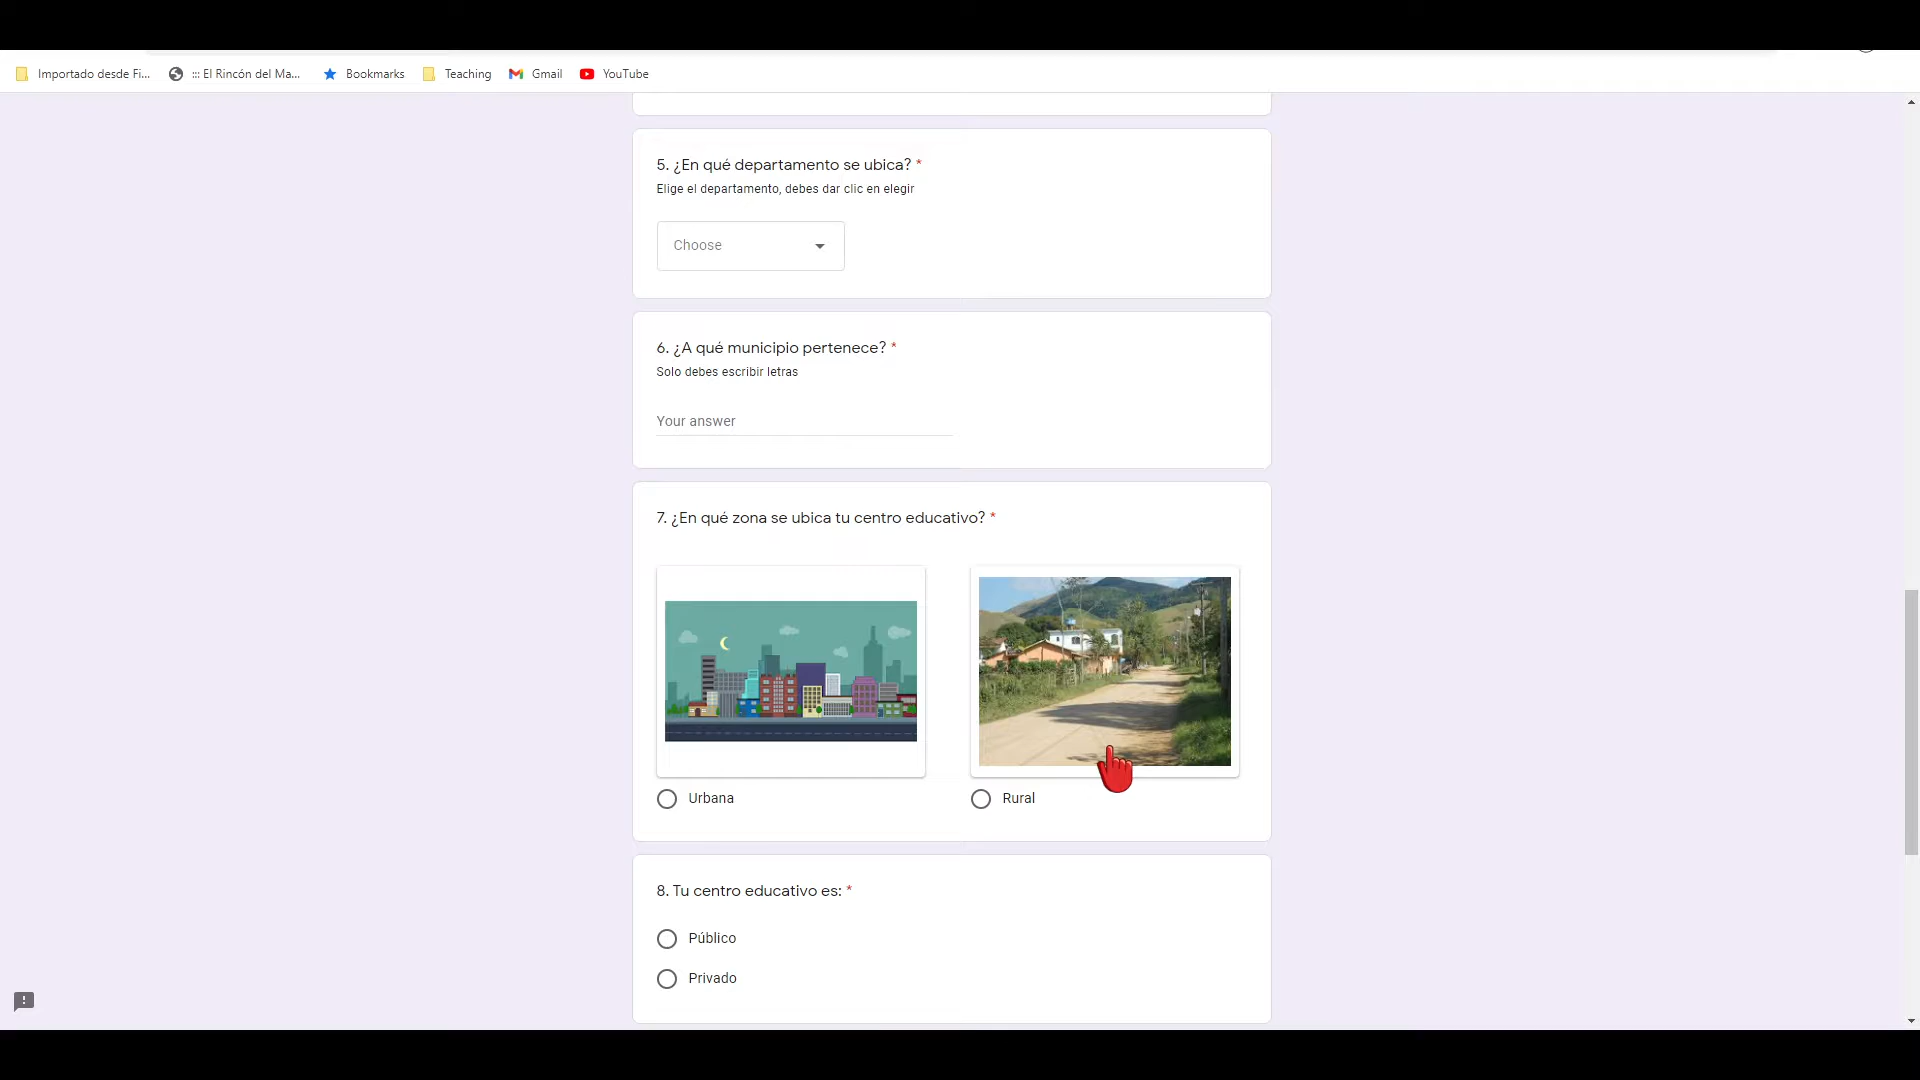 Importado desde Fi...
::: El Rincón del Ma...
Bookmarks
Teaching
Gmail
YouTube
5. ¿En qué departamento se ubica? *
Elige el departamento, debes dar clic en elegir
Choose
6. ¿A qué municipio pertenece? *
Solo debes escribir letras
Your answer
7. ¿En qué zona se ubica tu centro educativo? *
Urbana
Rural
8. Tu centro educativo es: *
Público
Privado